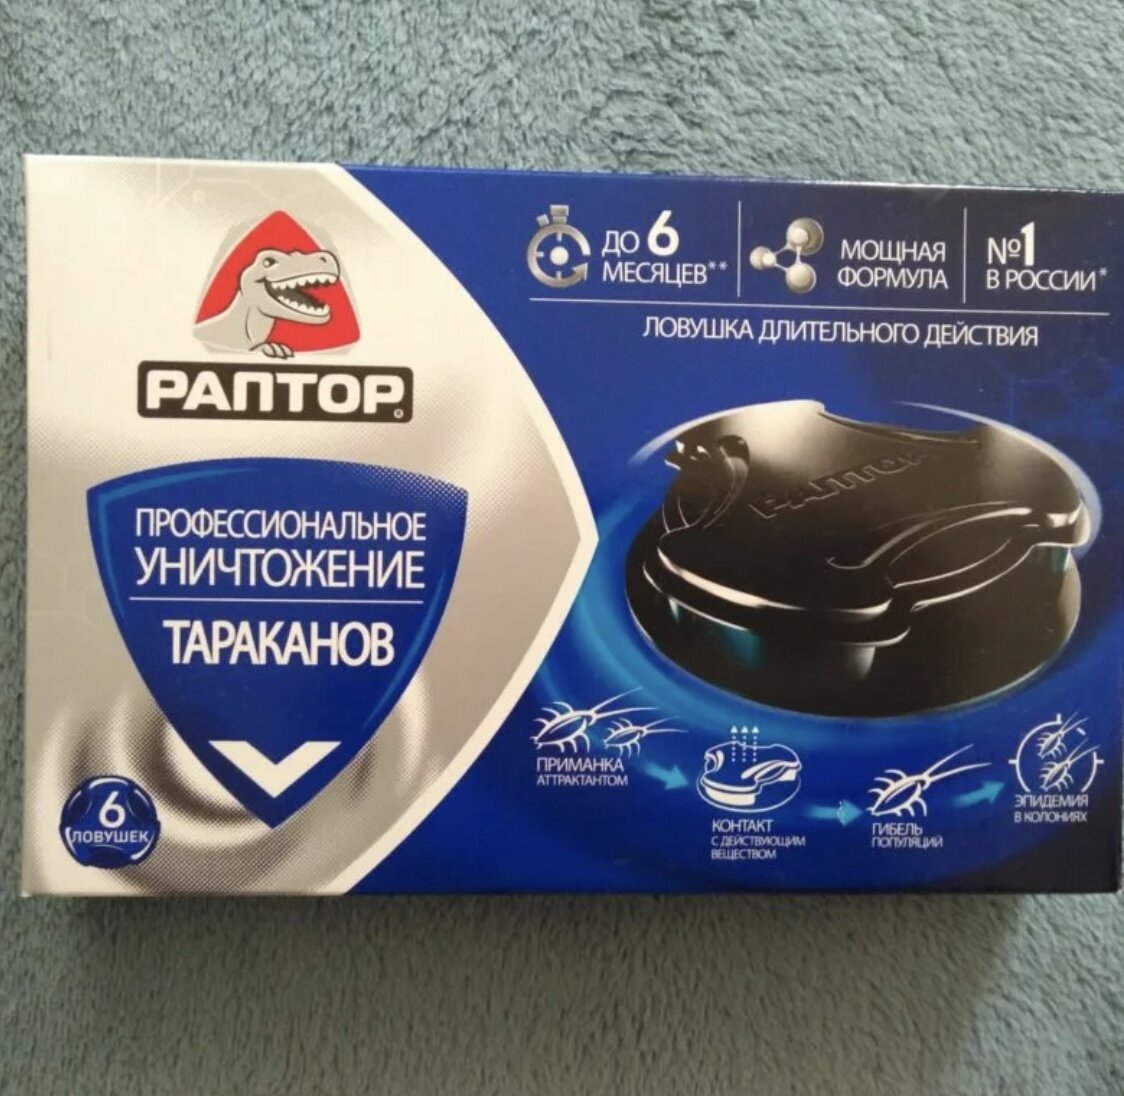 РАПТОР®
ПРОФЕССИОНАЛЬНОЕ
УНИЧТОЖЕНИЕ
ТАРАКАНОВ
6
ЛОВУШЕК
ДО 6
МЕСЯЦЕВ**
МОЩНАЯ
ФОРМУЛА
№1
В РОССИИ*
ЛОВУШКА ДЛИТЕЛЬНОГО ДЕЙСТВИЯ
РАПТОР
ПРИМАНКА
АТТРАКТАНТОМ
КОНТАКТ
С ДЕЙСТВУЮЩИМ
ВЕЩЕСТВОМ
ГИБЕЛЬ
ПОПУЛЯЦИЙ
ЭПИДЕМИЯ
В КОЛОНИЯХ